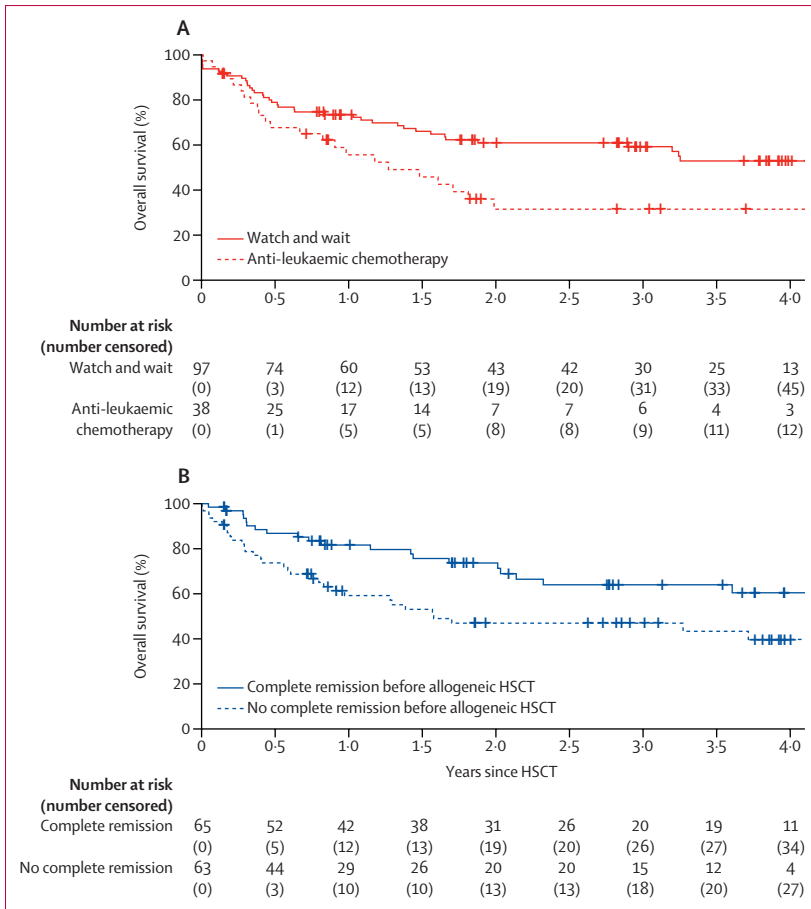 A
100
80
60
40
20
0
Overall survival (%)
Watch and wait
Anti-leukaemic chemotherapy
0 0·5 1·0 1·5 2·0 2·5 3·0 3·5 4·0
Number at risk
(number censored)
Watch and wait 97 74 60 53 43 42 30 25 13
(0) (3) (12) (13) (19) (20) (31) (33) (45)
Anti-leukaemic 38 25 17 14 7 7 6 4 3
chemotherapy (0) (1) (5) (5) (8) (8) (9) (11) (12)
B
100
80
60
40
20
0
Overall survival (%)
Complete remission before allogeneic HSCT
No complete remission before allogeneic HSCT
0 0·5 1·0 1·5 2·0 2·5 3·0 3·5 4·0
Years since HSCT
Number at risk
(number censored)
Complete remission 65 52 42 38 31 26 20 19 11
(0) (5) (12) (13) (19) (20) (26) (27) (34)
No complete remission 63 44 29 26 20 20 15 12 4
(0) (3) (10) (10) (13) (13) (18) (20) (27)